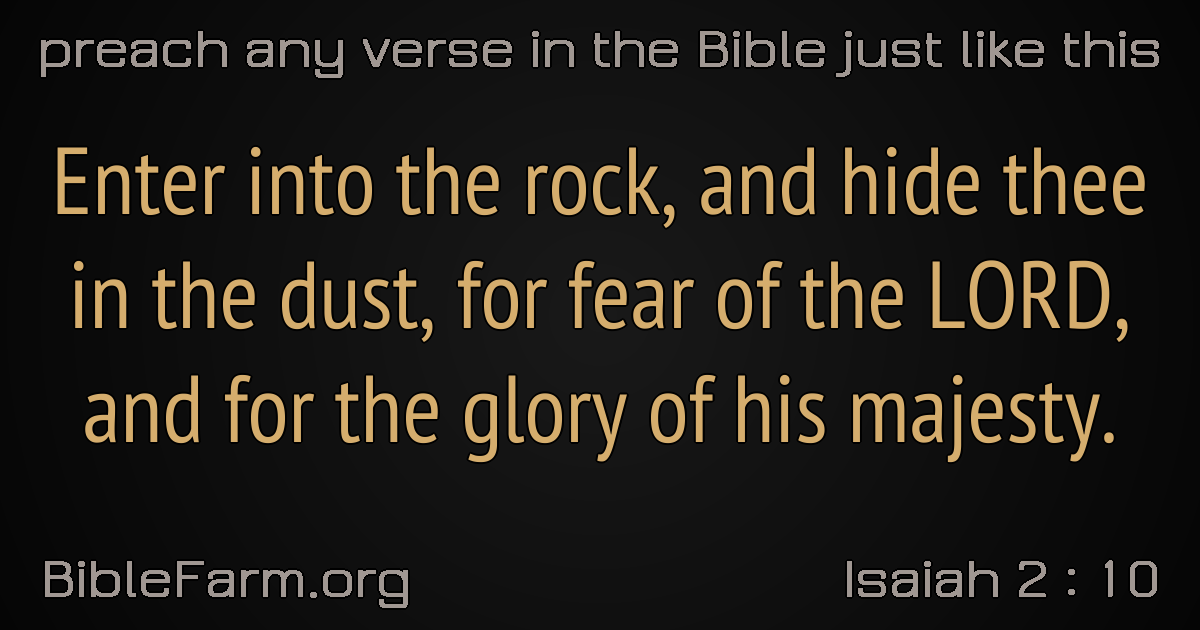 preach any verse in the Bible just like this
Enter into the rock, and hide thee
in the dust, for fear of the LORD,
and for the glory of his majesty.
BibleFarm.org
Isaiah 2 : 10